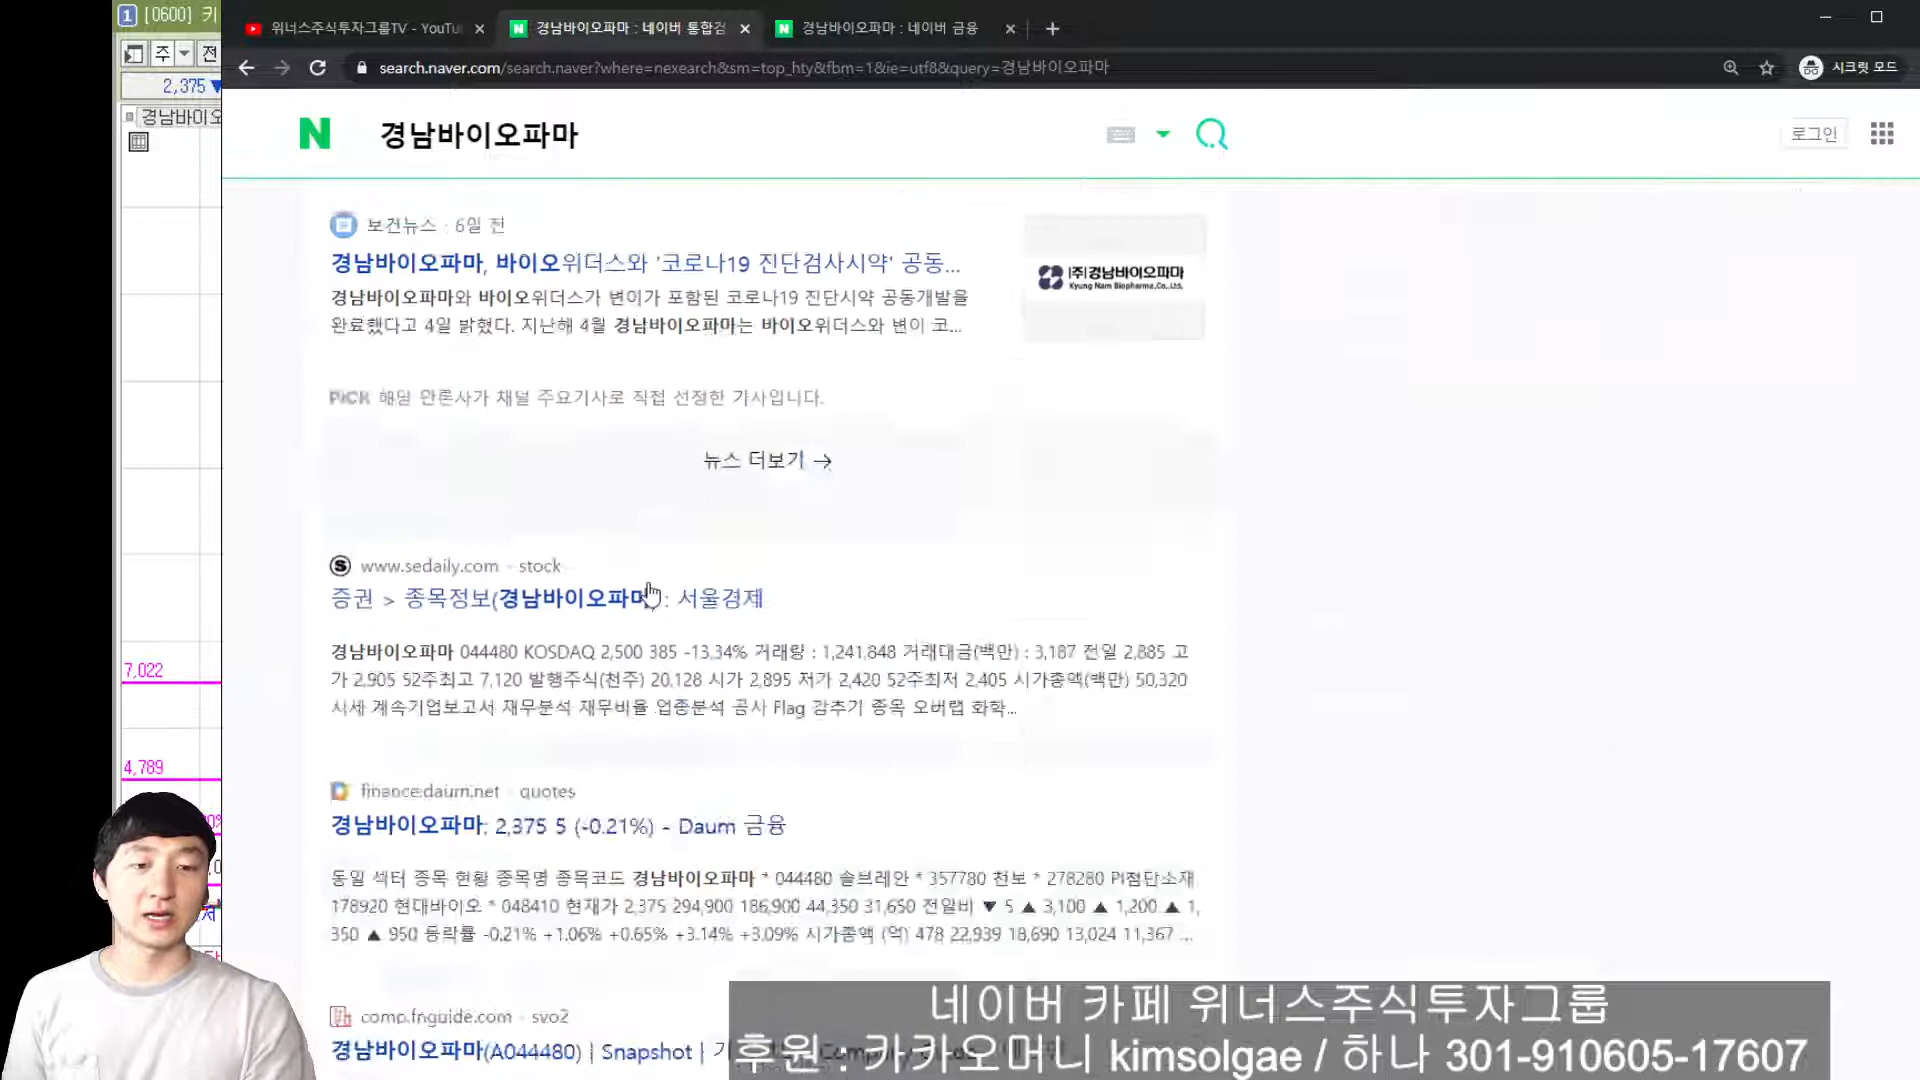 1 [0600] 키
위너스주식투자그룹TV - YouTu
경남바이오파마 : 네이버 통합검
경남바이오파마 : 네이버 금융
주
전
search.naver.com/search.naver?where=nexearch&sm=top_hty&fbm=1&ie=utf8&query=경남바이오파마
시크릿 모드
2,375
경남바이오
N 경남바이오파마
로그인
보건뉴스 · 6일 전
경남바이오파마, 바이오위더스와 '코로나19 진단검사시약' 공동...
경남바이오파마와 바이오위더스가 변이가 포함된 코로나19 진단시약 공동개발을
완료했다고 4일 밝혔다. 지난해 4월 경남바이오파마는 바이오위더스와 변이 코...
(주)경남바이오파마
Kyung Nam Biopharma.Co.,Ltd.
PiCK 해당 언론사가 채널 주요기사로 직접 선정한 기사입니다.
뉴스 더보기 →
www.sedaily.com › stock
증권 > 종목정보(경남바이오파마) : 서울경제
경남바이오파마 044480 KOSDAQ 2,500 385 -13.34% 거래량 : 1,241,848 거래대금(백만) : 3,187 전일 2,885 고
가 2,905 52주최고 7,120 발행주식(천주) 20,128 시가 2,895 저가 2,420 52주최저 2,405 시가총액(백만) 50,320
시세 계속기업보고서 재무분석 재무비율 업종분석 공시 Flag 감추기 종목 오버랩 화학...
7,022
4,789
finance.daum.net › quotes
경남바이오파마: 2,375 5 (-0.21%) - Daum 금융
동일 섹터 종목 현황 종목명 종목코드 경남바이오파마 * 044480 솔브레인 * 357780 천보 * 278280 PI첨단소재
178920 현대바이오 * 048410 현재가 2,375 294,900 186,900 44,350 31,650 전일비 ▼ 5 ▲ 3,100 ▲ 1,200 ▲ 1,
350 ▲ 950 등락률 -0.21% +1.06% +0.65% +3.14% +3.09% 시가총액 (억) 478 22,939 18,690 13,024 11,367 ...
comp.fnguide.com › svo2
경남바이오파마(A044480) | Snapshot | 기
네이버 카페 위너스주식투자그룹
후원 : 카카오머니 kimsolgae / 하나 301-910605-17607